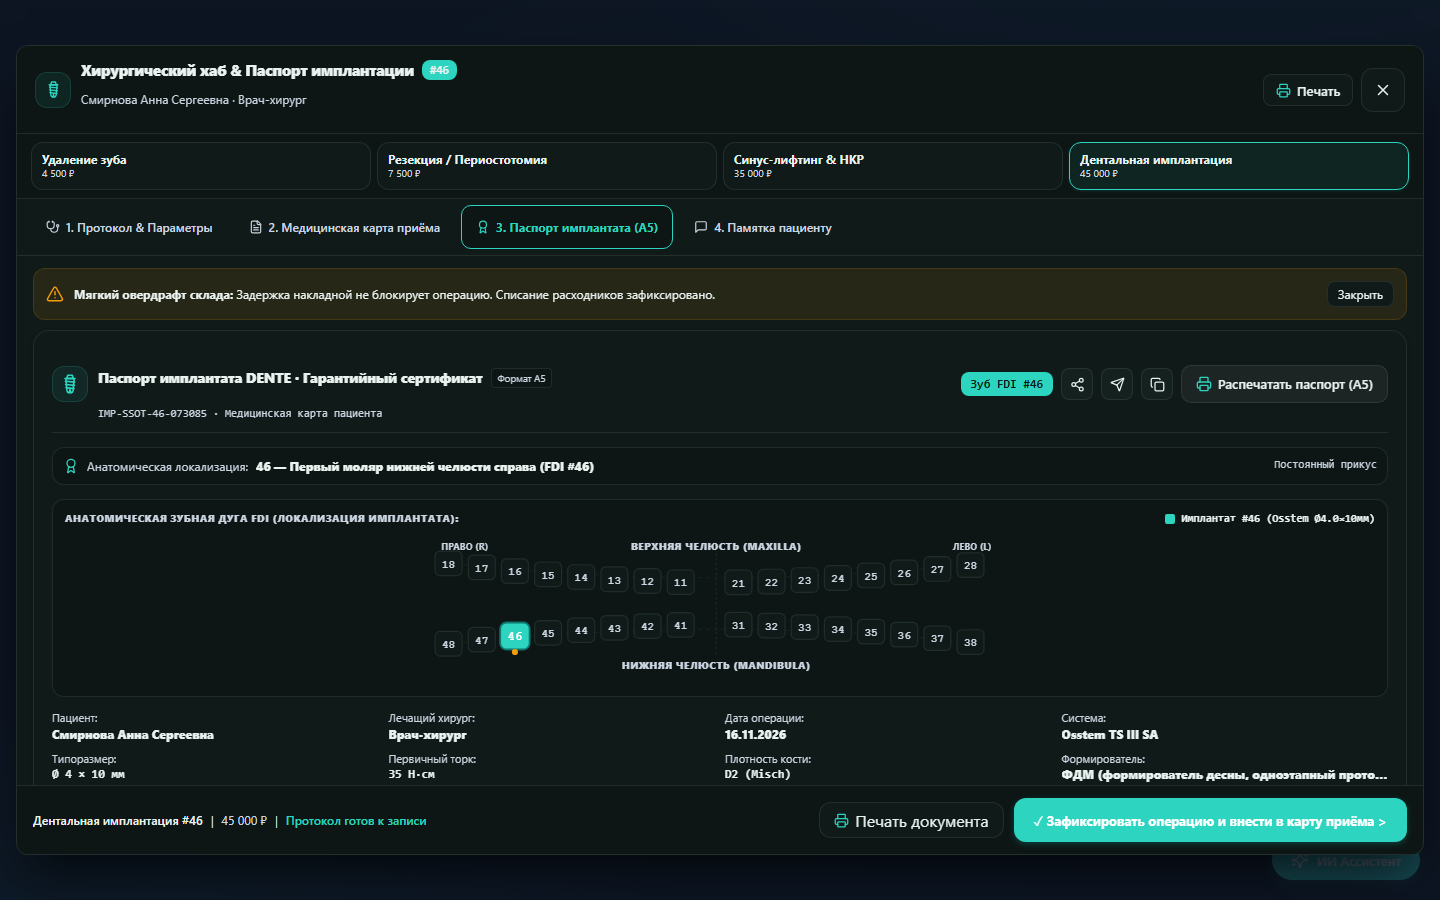 Хирургический хаб & Паспорт имплантации #46
Смирнова Анна Сергеевна · Врач-хирург
Печать
Удаление зуба
4 500 ₽
Резекция / Периостотомия
7 500 ₽
Синус-лифтинг & НКР
35 000 ₽
Дентальная имплантация
45 000 ₽
1. Протокол & Параметры
2. Медицинская карта приёма
3. Паспорт имплантата (А5)
4. Памятка пациенту
Мягкий овердрафт склада: Задержка накладной не блокирует операцию. Списание расходников зафиксировано.
Закрыть
Паспорт имплантата DENTE · Гарантийный сертификат Формат А5
Зуб FDI #46
Распечатать паспорт (А5)
IMP-SSOT-46-073085 · Медицинская карта пациента
Анатомическая локализация: 46 — Первый моляр нижней челюсти справа (FDI #46)
Постоянный прикус
АНАТОМИЧЕСКАЯ ЗУБНАЯ ДУГА FDI (ЛОКАЛИЗАЦИЯ ИМПЛАНТАТА):
Имплантат #46 (Osstem Ø4.0×10мм)
ПРАВО (R) ВЕРХНЯЯ ЧЕЛЮСТЬ (MAXILLA) ЛЕВО (L)
18 17 16 15 14 13 12 11 21 22 23 24 25 26 27 28
48 47 46 45 44 43 42 41 31 32 33 34 35 36 37 38
НИЖНЯЯ ЧЕЛЮСТЬ (MANDIBULA)
Пациент:
Смирнова Анна Сергеевна
Лечащий хирург:
Врач-хирург
Дата операции:
16.11.2026
Система:
Osstem TS III SA
Типоразмер:
Ø 4 × 10 мм
Первичный торк:
35 Н·см
Плотность кости:
D2 (Misch)
Формирователь:
ФДМ (формирователь десны, одноэтапный прото...
Дентальная имплантация #46 | 45 000 ₽ | Протокол готов к записи
Печать документа
✓ Зафиксировать операцию и внести в карту приёма >
ИИ Ассистент